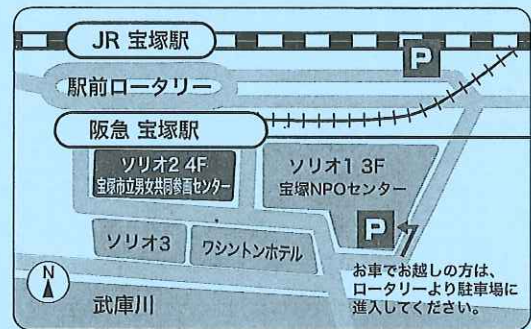 JR 宝塚駅
P
駅前ロータリー
阪急 宝塚駅
ソリオ2 4F
宝塚市立男女共同参画センター
ソリオ1 3F
宝塚NPOセンター
P
ソリオ3
ワシントンホテル
お車でお越しの方は、
ロータリーより駐車場に
進入してください。
N
武庫川